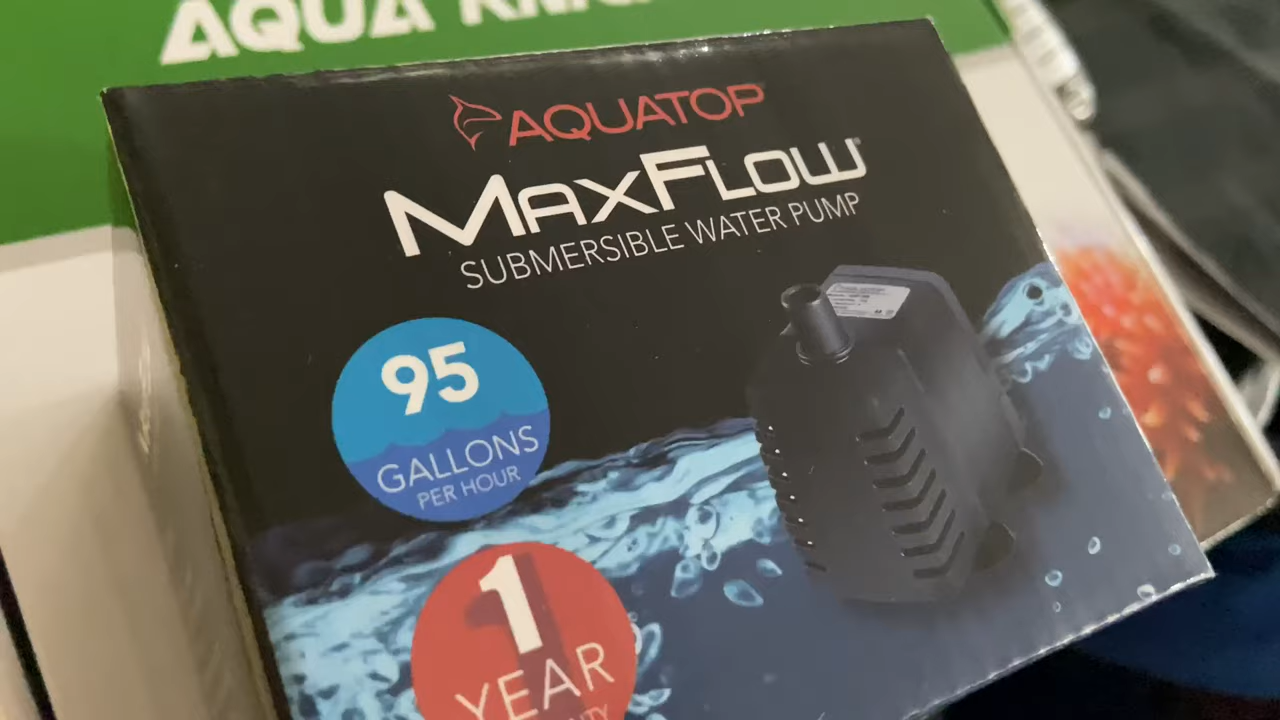 AQUA
AQUATOP
MAXFLOW
SUBMERSIBLE WATER PUMP
95
GALLONS
PER HOUR
1
YEAR